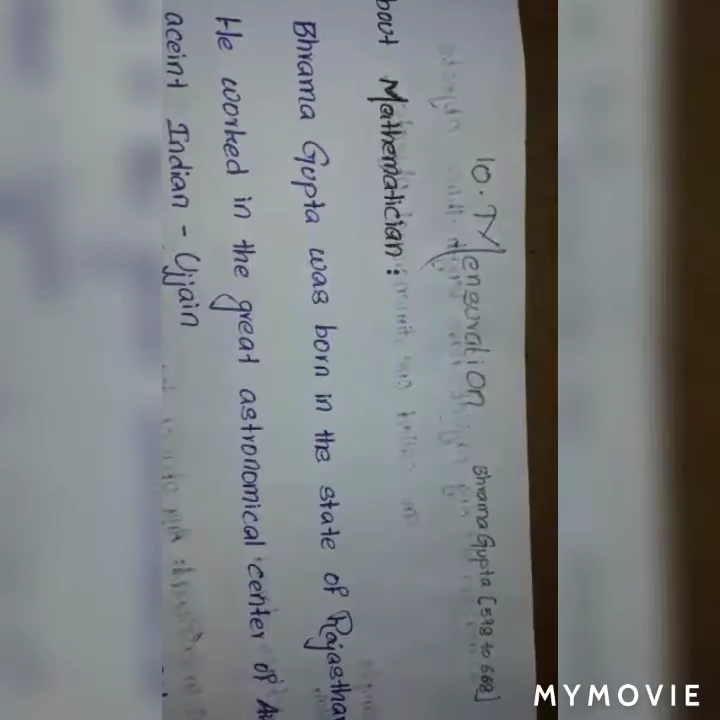 10. Mensuration
Bhrama Gupta [598 to 668]
bout Mathematician:
Bhrama Gupta was born in the state of Rajasthan
He worked in the great astronomical center of A
aceint Indian - Ujjain
MYMOVIE